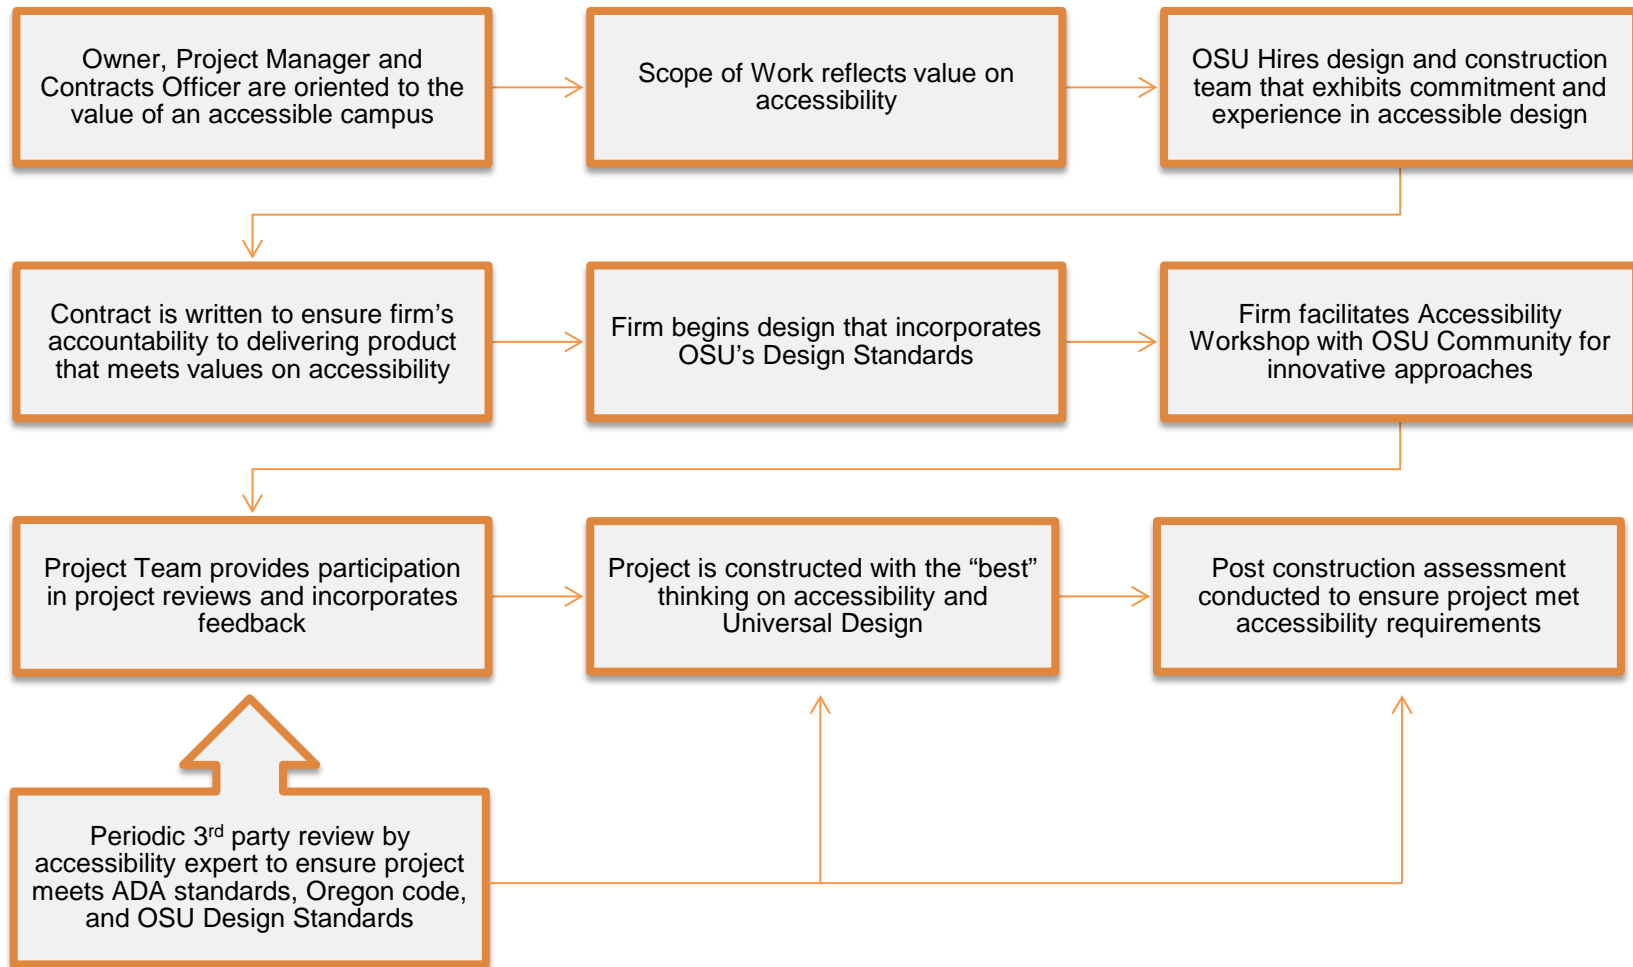 Owner, Project Manager and
Contracts Officer are oriented to the
value of an accessible campus
Scope of Work reflects value on
accessibility
OSU Hires design and construction
team that exhibits commitment and
experience in accessible design
Contract is written to ensure firm’s
accountability to delivering product
that meets values on accessibility
Firm begins design that incorporates
OSU’s Design Standards
Firm facilitates Accessibility
Workshop with OSU Community for
innovative approaches
Project Team provides participation
in project reviews and incorporates
feedback
Project is constructed with the “best”
thinking on accessibility and
Universal Design
Post construction assessment
conducted to ensure project met
accessibility requirements
Periodic 3rd party review by
accessibility expert to ensure project
meets ADA standards, Oregon code,
and OSU Design Standards